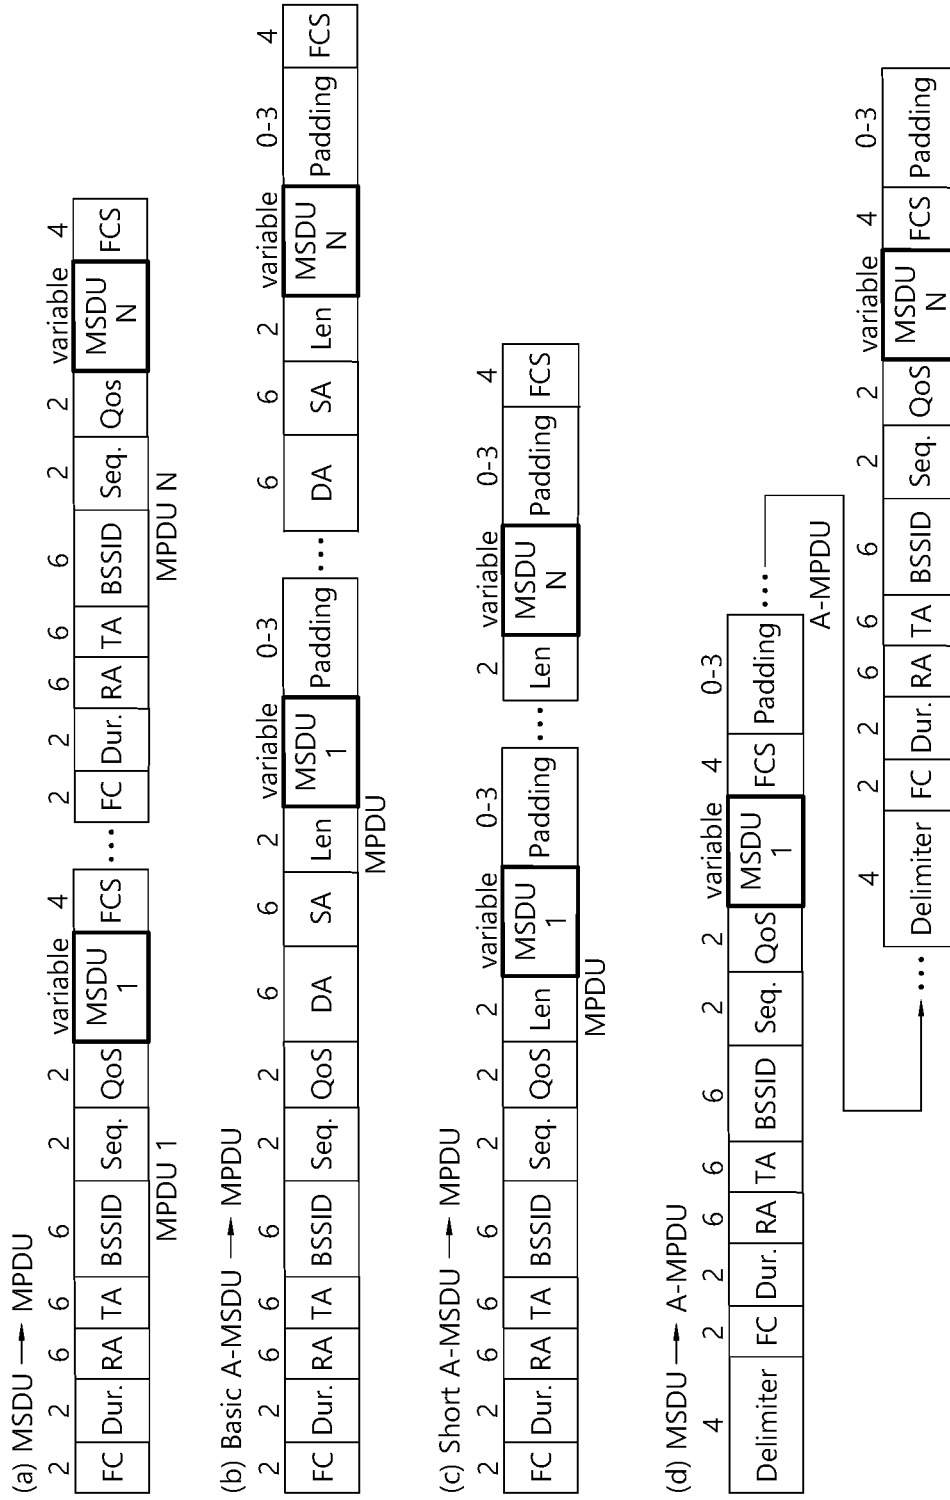 (a) MSDU → MPDU
2 2 6 6 6 2 2 variable 4 2 2 6 6 6 2 2 variable 4
FC Dur. RA TA BSSID Seq. QoS MSDU 1 FCS ... FC Dur. RA TA BSSID Seq. Qos MSDU N FCS
MPDU 1 MPDU N
(b) Basic A-MSDU → MPDU
2 2 6 6 6 2 2 6 6 2 variable 0-3 6 6 2 variable 0-3 4
FC Dur. RA TA BSSID Seq. QoS DA SA Len MSDU 1 Padding ... DA SA Len MSDU N Padding FCS
MPDU
(c) Short A-MSDU → MPDU
2 2 6 6 6 2 2 2 variable 0-3 2 variable 0-3 4
FC Dur. RA TA BSSID Seq. QoS Len MSDU 1 Padding .... Len MSDU N Padding FCS
MPDU
(d) MSDU → A-MPDU
4 2 2 6 6 6 2 2 variable 4 0-3
Delimiter FC Dur. RA TA BSSID Seq. QoS MSDU 1 FCS Padding ...
A-MPDU
4 2 2 6 6 6 2 2 variable 4 0-3
... Delimiter FC Dur. RA TA BSSID Seq. QoS MSDU N FCS Padding